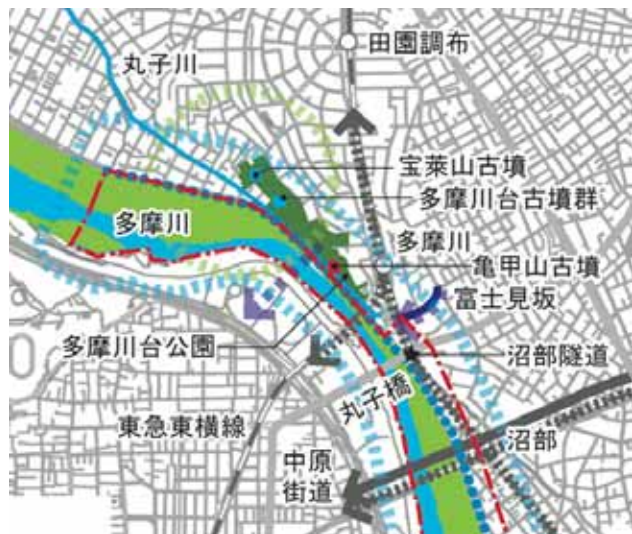 田園調布
丸子川
宝萊山古墳
多摩川台古墳群
多摩川
多摩川
亀甲山古墳
富士見坂
多摩川台公園
沼部隧道
丸子橋
東急東横線
沼部
中原
街道